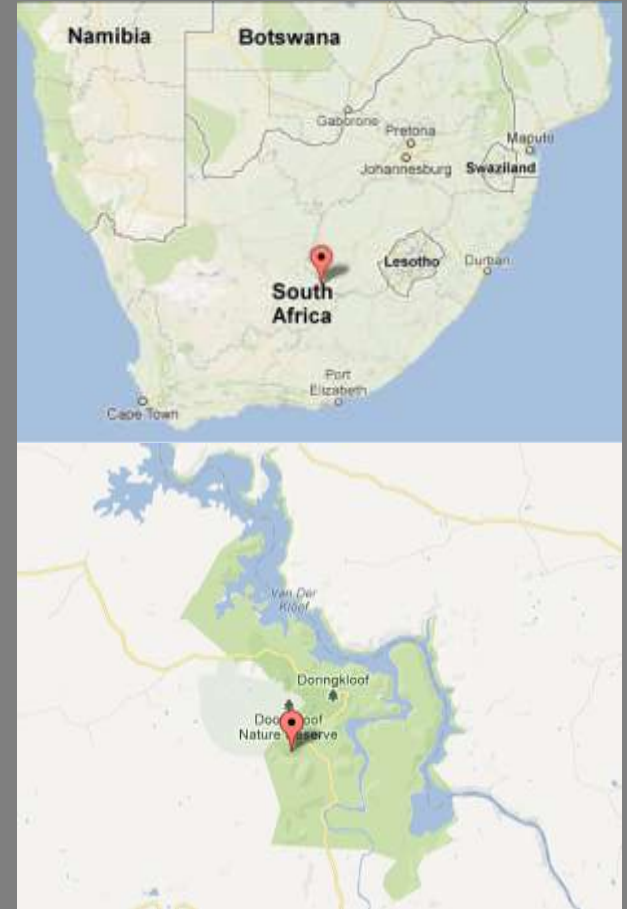 Namibia
Botswana
Gaborone
Pretoria
Maputo
Johannesburg
Swaziland
Lesotho
Durban
South
Africa
Port
Elizabeth
Cape Town
Van Der
Kloof
Doringkloof
Nature